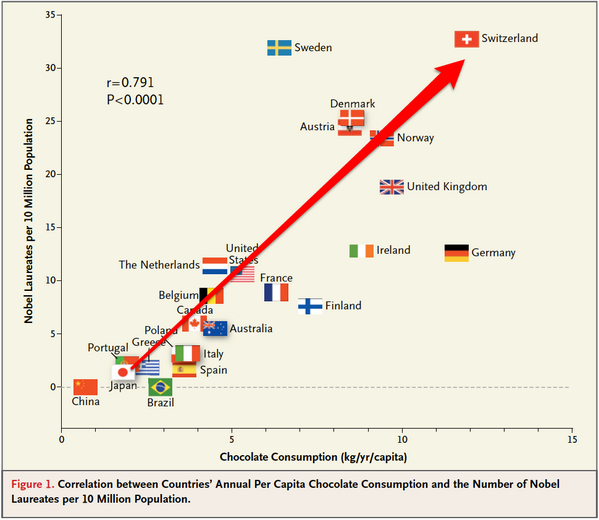 35
30
25
20
15
10
5
0
Nobel Laureates per 10 Million Population
r=0.791
P<0.0001
Sweden
Switzerland
Denmark
Austria
Norway
United Kingdom
Ireland
Germany
United
States
The Netherlands
France
Belgium
Finland
Canada
Australia
Poland
Greece
Portugal
Italy
Spain
Japan
China
Brazil
0
5
10
15
Chocolate Consumption (kg/yr/capita)
Figure 1. Correlation between Countries' Annual Per Capita Chocolate Consumption and the Number of Nobel
Laureates per 10 Million Population.